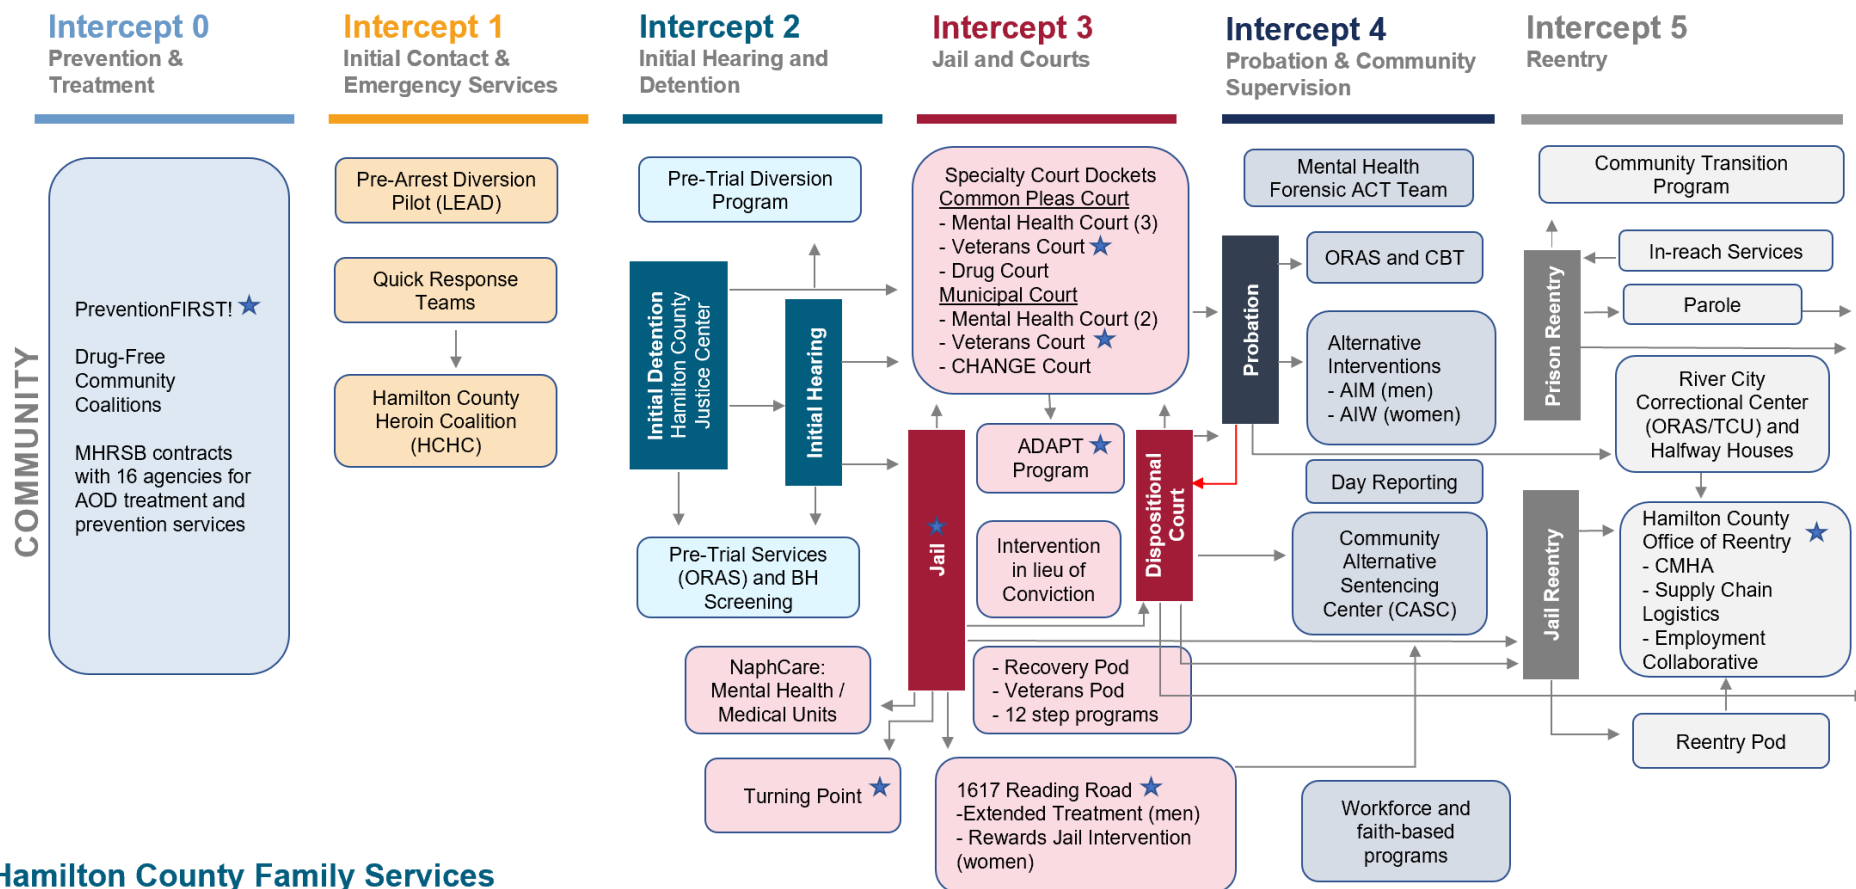 Intercept 0
Prevention &
Treatment
Intercept 1
Initial Contact &
Emergency Services
Intercept 2
Initial Hearing and
Detention
Intercept 3
Jail and Courts
Intercept 4
Probation & Community
Supervision
Intercept 5
Reentry
COMMUNITY
PreventionFIRST!
Drug-Free
Community
Coalitions
MHRSB contracts
with 16 agencies for
AOD treatment and
prevention services
Pre-Arrest Diversion
Pilot (LEAD)
Quick Response
Teams
Hamilton County
Heroin Coalition
(HCHC)
Pre-Trial Diversion
Program
Initial Detention
Hamilton County
Justice Center
Initial Hearing
Pre-Trial Services
(ORAS) and BH
Screening
Specialty Court Dockets
Common Pleas Court
- Mental Health Court (3)
- Veterans Court
- Drug Court
Municipal Court
- Mental Health Court (2)
- Veterans Court
- CHANGE Court
ADAPT
Program
Intervention
in lieu of
Conviction
Jail
Dispositional
Court
NaphCare:
Mental Health /
Medical Units
- Recovery Pod
- Veterans Pod
- 12 step programs
Turning Point
1617 Reading Road
-Extended Treatment (men)
- Rewards Jail Intervention
(women)
Mental Health
Forensic ACT Team
Probation
ORAS and CBT
Alternative
Interventions
- AIM (men)
- AIW (women)
Day Reporting
Community
Alternative
Sentencing
Center (CASC)
Workforce and
faith-based
programs
Community Transition
Program
Prison Reentry
In-reach Services
Parole
River City
Correctional Center
(ORAS/TCU) and
Halfway Houses
Jail Reentry
Hamilton County
Office of Reentry
- CMHA
- Supply Chain
Logistics
- Employment
Collaborative
Reentry Pod
Hamilton County Family Services